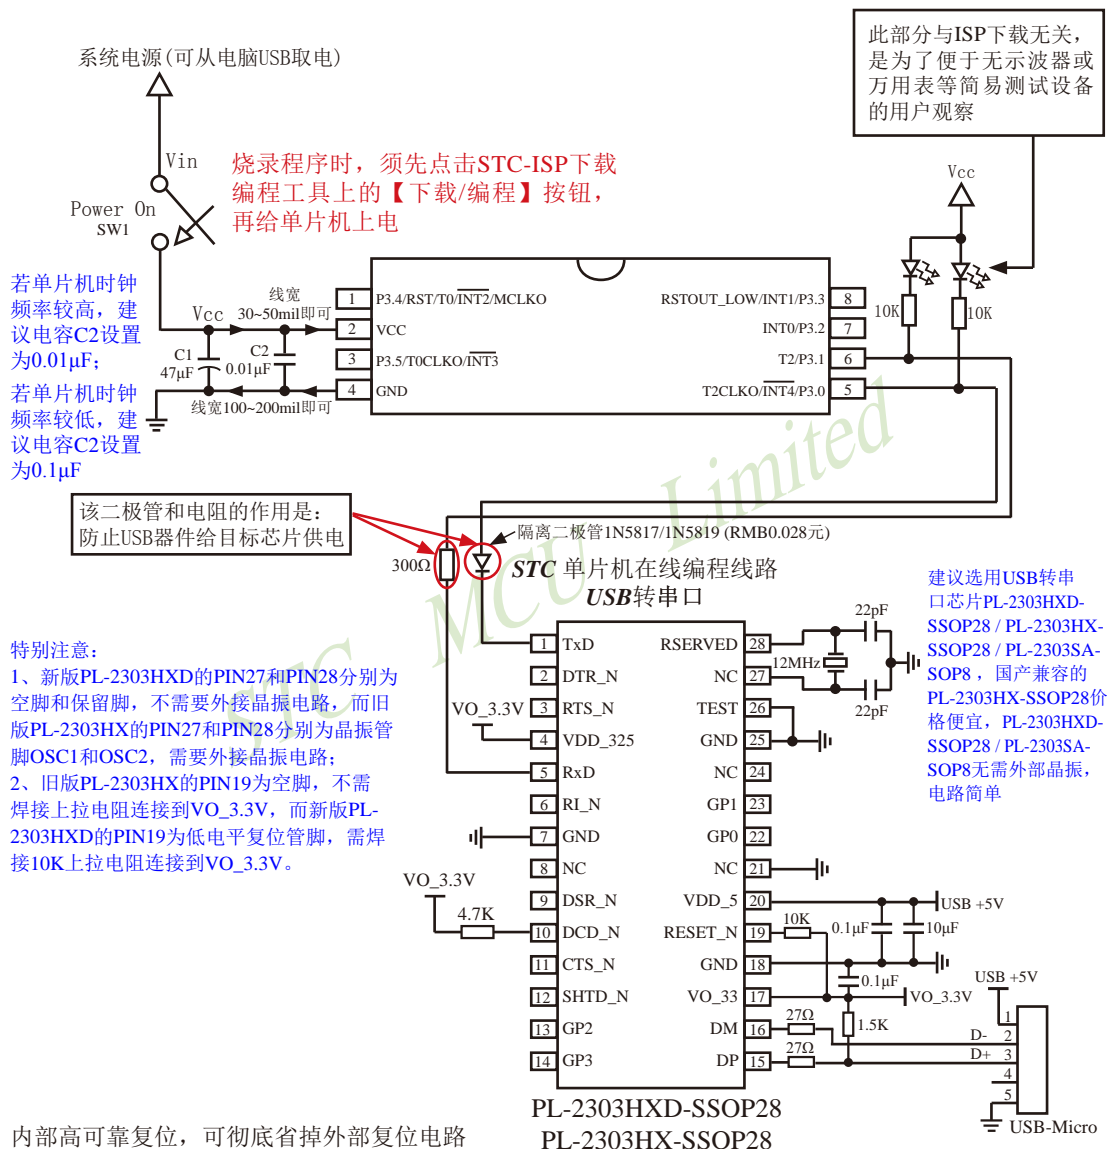 系统电源(可从电脑USB取电)
Vin
Power On
SW1
烧录程序时，须先点击STC-ISP下载
编程工具上的【下载/编程】按钮，
再给单片机上电
此部分与ISP下载无关，
是为了便于无示波器或
万用表等简易测试设备
的用户观察
Vcc
10K
10K
若单片机时钟
频率较高，建
议电容C2设置
为0.01μF；
若单片机时钟
频率较低，建
议电容C2设置
为0.1μF
线宽
30~50mil即可
Vcc
C1
47μF
C2
0.01μF
线宽100~200mil即可
1 P3.4/RST/T0/INT2/MCLKO
2 VCC
3 P3.5/T0CLKO/INT3
4 GND
RSTOUT_LOW/INT1/P3.3 8
INT0/P3.2 7
T2/P3.1 6
T2CLKO/INT4/P3.0 5
该二极管和电阻的作用是：
防止USB器件给目标芯片供电
300Ω
隔离二极管1N5817/1N5819 (RMB0.028元)
STC 单片机在线编程线路
USB转串口
STC MCU Limited
特别注意：
1、新版PL-2303HXD的PIN27和PIN28分别为
空脚和保留脚，不需要外接晶振电路，而旧
版PL-2303HX的PIN27和PIN28分别为晶振管
脚OSC1和OSC2，需要外接晶振电路；
2、旧版PL-2303HX的PIN19为空脚，不需
焊接上拉电阻连接到VO_3.3V，而新版PL-
2303HXD的PIN19为低电平复位管脚，需焊
接10K上拉电阻连接到VO_3.3V。
建议选用USB转串
口芯片PL-2303HXD-
SSOP28 / PL-2303HX-
SSOP28 / PL-2303SA-
SOP8，国产兼容的
PL-2303HX-SSOP28价
格便宜，PL-2303HXD-
SSOP28 / PL-2303SA-
SOP8无需外部晶振，
电路简单
VO_3.3V
VO_3.3V
4.7K
1 TxD
2 DTR_N
3 RTS_N
4 VDD_325
5 RxD
6 RI_N
7 GND
8 NC
9 DSR_N
10 DCD_N
11 CTS_N
12 SHTD_N
13 GP2
14 GP3
RSERVED 28
NC 27
TEST 26
GND 25
NC 24
GP1 23
GP0 22
NC 21
VDD_5 20
RESET_N 19
GND 18
VO_33 17
DM 16
DP 15
22pF
12MHz
22pF
USB +5V
10K
0.1μF
10μF
0.1μF
VO_3.3V
27Ω
1.5K
27Ω
USB +5V
D-
D+
1
2
3
4
5
USB-Micro
PL-2303HXD-SSOP28
PL-2303HX-SSOP28
内部高可靠复位，可彻底省掉外部复位电路